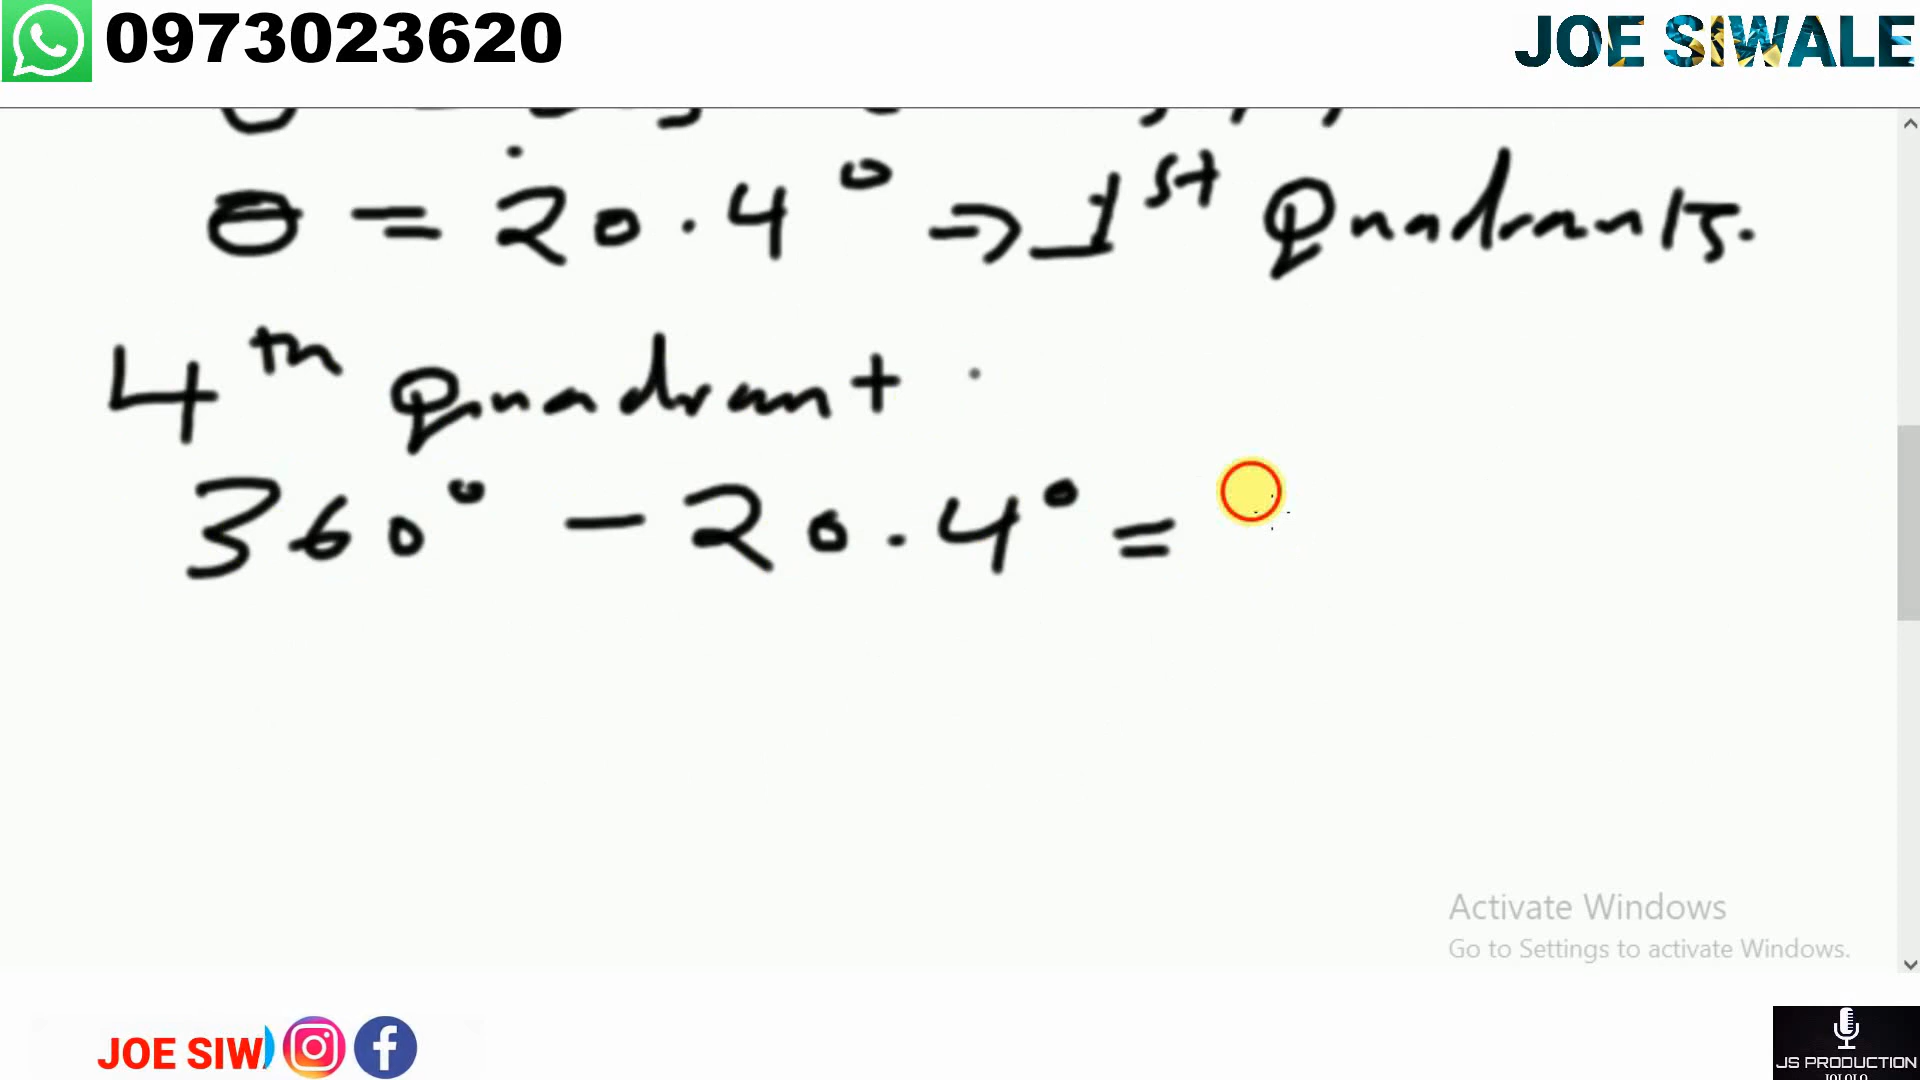 0973023620
JOE SIWALE
θ = 20.4° ⇒ 1st Quadrants.
4th Quadrant.
360° - 20.4° =
Activate Windows
Go to Settings to activate Windows.
JOE SIW
JS PRODUCTION